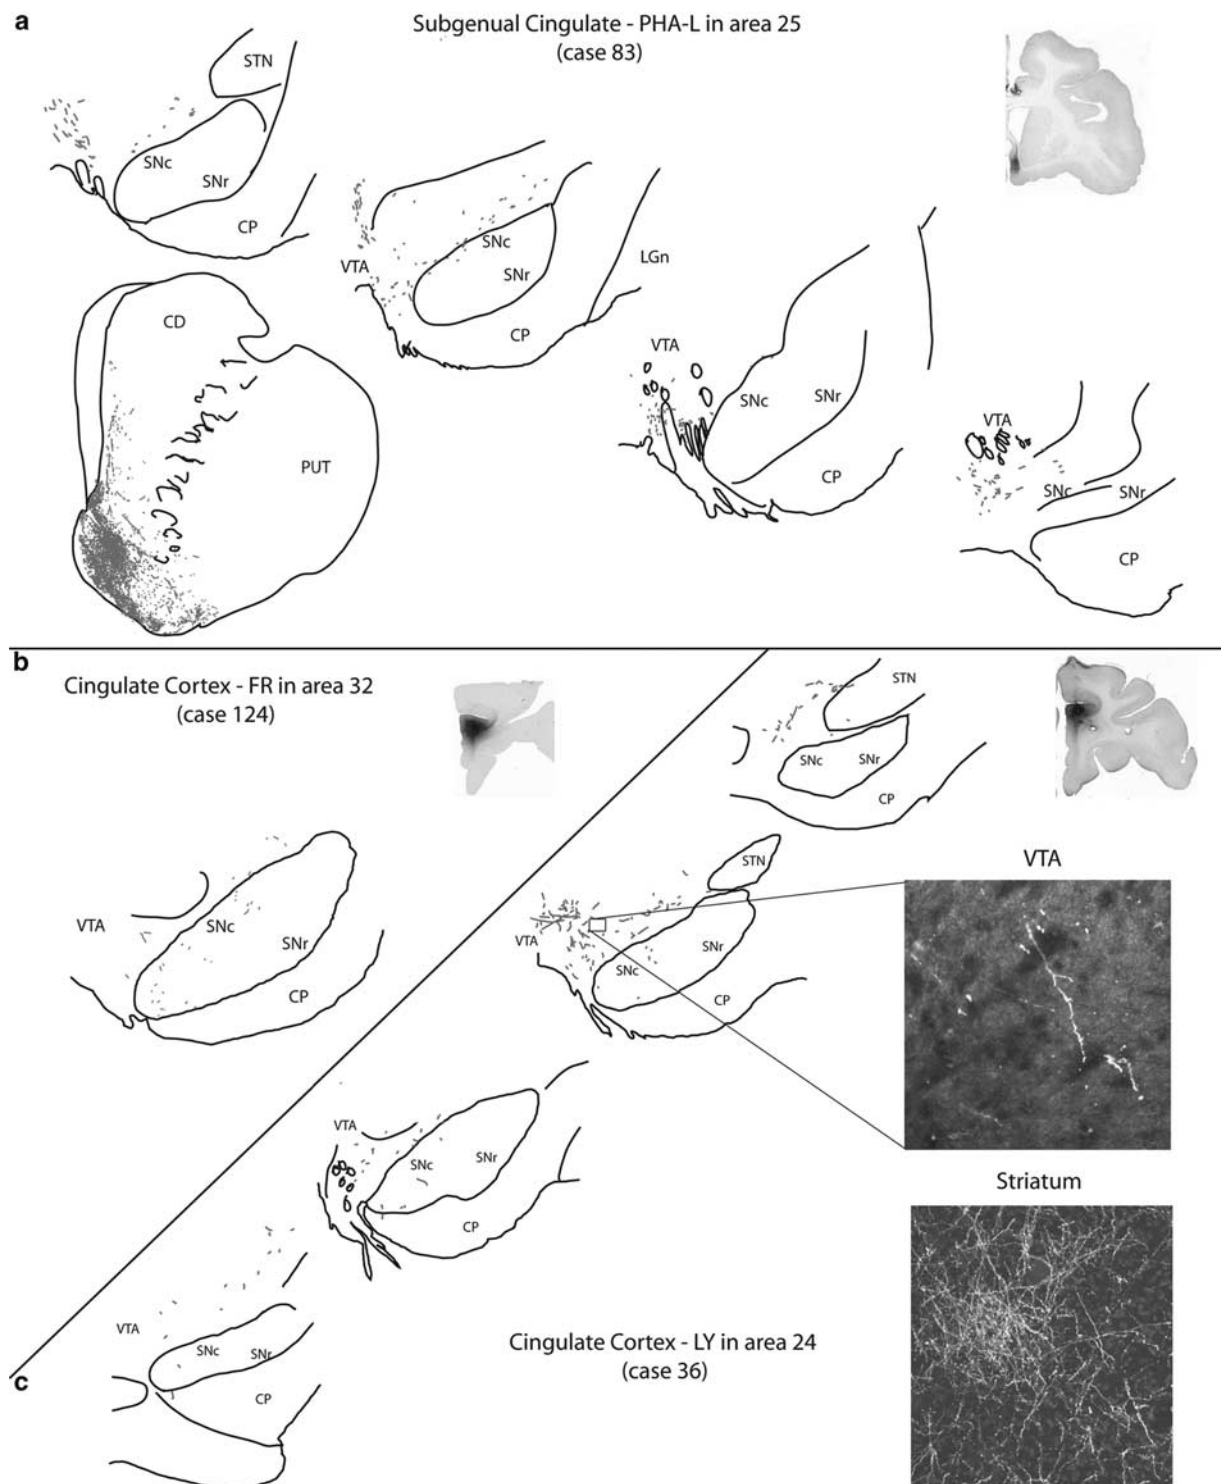 a
Subgenual Cingulate - PHA-L in area 25
(case 83)
STN
SNc
SNr
CP
VTA
SNc
SNr
CP
LGn
CD
PUT
VTA
SNc
SNr
CP
VTA
SNc
SNr
CP
b
Cingulate Cortex - FR in area 32
(case 124)
VTA
SNc
SNr
CP
STN
SNc
SNr
CP
STN
VTA
SNr
SNc
CP
VTA
VTA
SNc
SNr
CP
Striatum
VTA
SNc
SNr
CP
Cingulate Cortex - LY in area 24
(case 36)
c